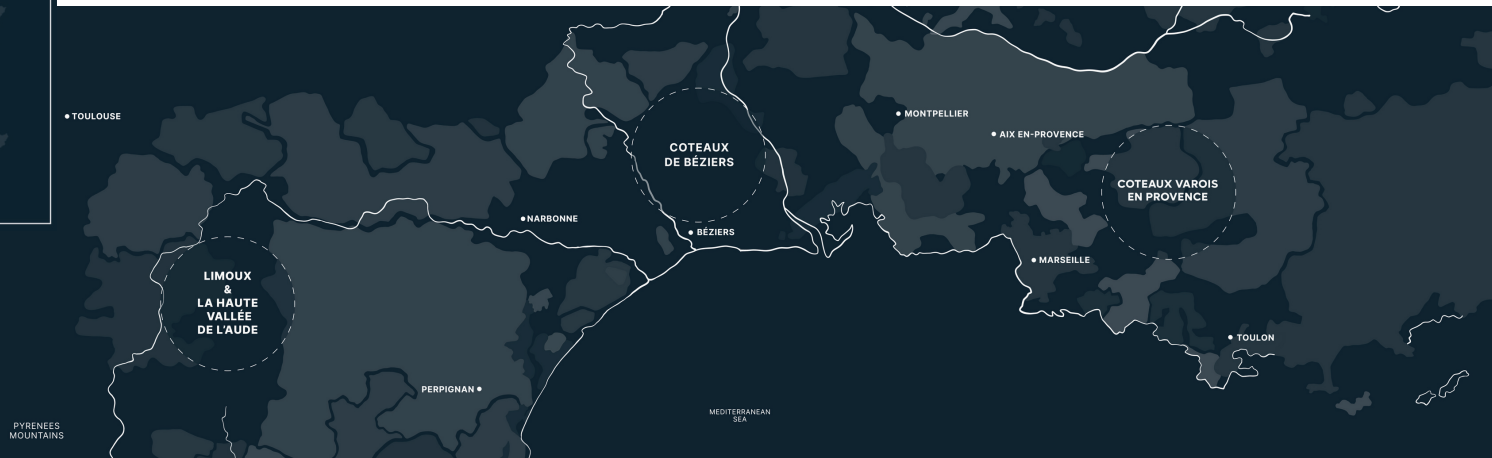 TOULOUSE
MONTPELLIER
AIX EN-PROVENCE
COTEAUX
DE BÉZIERS
COTEAUX VAROIS
EN PROVENCE
NARBONNE
BÉZIERS
MARSEILLE
LIMOUX
&
LA HAUTE
VALLÉE
DE L'AUDE
TOULON
PERPIGNAN
MEDITERRANEAN
SEA
PYRENEES
MOUNTAINS